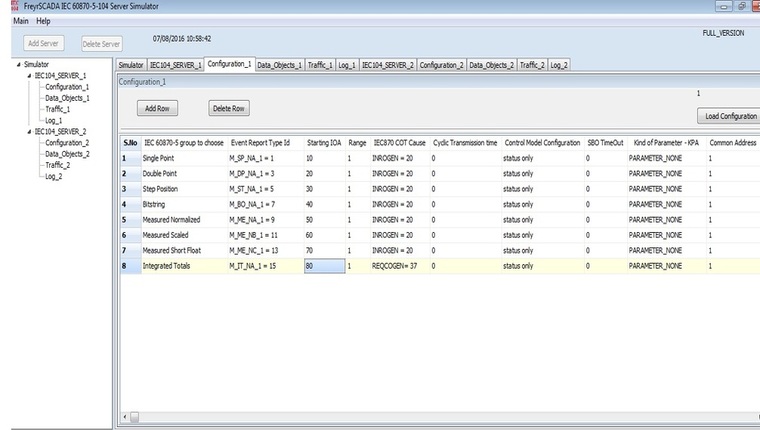 FreyrSCADA IEC 60870-5-104 Server Simulator
Main Help
Add Server Delete Server 07/08/2016 10:58:42 FULL_VERSION
Simulator
IEC104_SERVER_1
Configuration_1
Data_Objects_1
Traffic_1
Log_1
IEC104_SERVER_2
Configuration_2
Data_Objects_2
Traffic_2
Log_2
Simulator IEC104_SERVER_1 Configuration_1 Data_Objects_1 Traffic_1 Log_1 IEC104_SERVER_2 Configuration_2 Data_Objects_2 Traffic_2 Log_2
Configuration_1
1
Add Row Delete Row Load Configuration
S.No IEC 60870-5 group to choose Event Report Type Id Starting IOA Range IEC870 COT Cause Cyclic Transmission time Control Model Configuration SBO TimeOut Kind of Parameter - KPA Common Address
1 Single Point M_SP_NA_1 = 1 10 1 INROGEN = 20 0 status only 0 PARAMETER_NONE 1
2 Double Point M_DP_NA_1 = 3 20 1 INROGEN = 20 0 status only 0 PARAMETER_NONE 1
3 Step Position M_ST_NA_1 = 5 30 1 INROGEN = 20 0 status only 0 PARAMETER_NONE 1
4 Bitstring M_BO_NA_1 = 7 40 1 INROGEN = 20 0 status only 0 PARAMETER_NONE 1
5 Measured Normalized M_ME_NA_1 = 9 50 1 INROGEN = 20 0 status only 0 PARAMETER_NONE 1
6 Measured Scaled M_ME_NB_1 = 11 60 1 INROGEN = 20 0 status only 0 PARAMETER_NONE 1
7 Measured Short Float M_ME_NC_1 = 13 70 1 INROGEN = 20 0 status only 0 PARAMETER_NONE 1
8 Integrated Totals M_IT_NA_1 = 15 80 1 REQCOGEN= 37 0 status only 0 PARAMETER_NONE 1